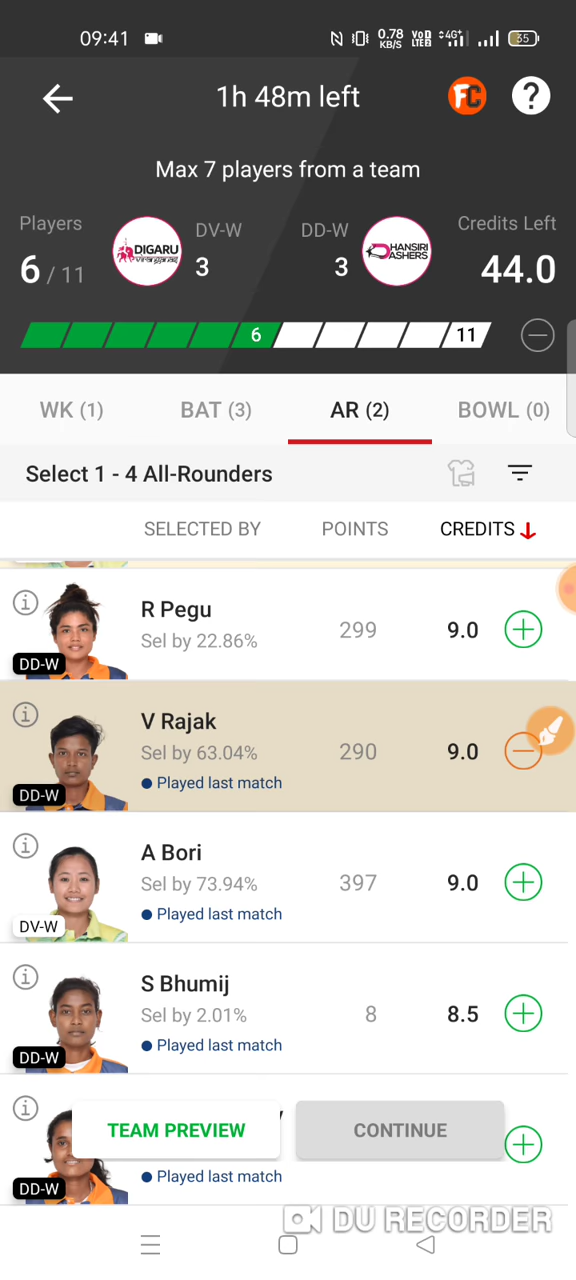 09:41
0.78 KB/S VoD LTE2 4G+ 35
1h 48m left
FC ?
Max 7 players from a team
Players
DV-W
DD-W
Credits Left
6 / 11
DIGARU
3
3
DHANSIRI DASHERS
44.0
6
11
WK (1)
BAT (3)
AR (2)
BOWL (0)
Select 1 - 4 All-Rounders
SELECTED BY
POINTS
CREDITS
R Pegu
Sel by 22.86%
299
9.0
DD-W
V Rajak
Sel by 63.04%
290
9.0
Played last match
DD-W
A Bori
Sel by 73.94%
397
9.0
Played last match
DV-W
S Bhumij
Sel by 2.01%
8
8.5
Played last match
DD-W
TEAM PREVIEW
CONTINUE
Played last match
DD-W
DU RECORDER